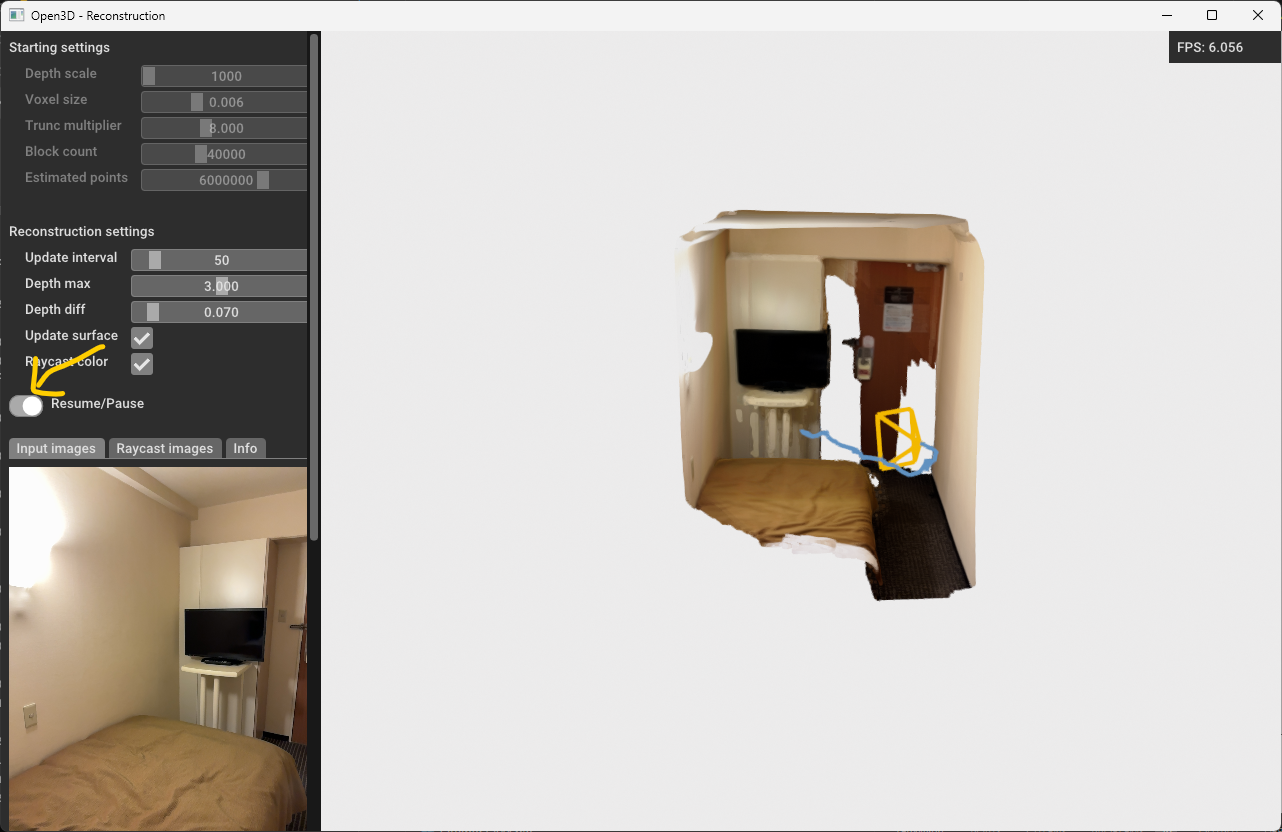 Open3D - Reconstruction
FPS: 6.056
Starting settings
Depth scale 1000
Voxel size 0.006
Trunc multiplier 8.000
Block count 40000
Estimated points 6000000
Reconstruction settings
Update interval 50
Depth max 3.000
Depth diff 0.070
Update surface
Raycast color
Resume/Pause
Input images Raycast images Info